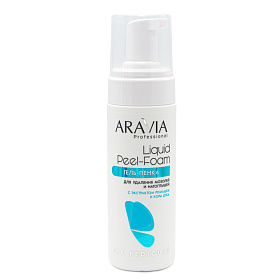 ARAVIA
Professional
Liquid
Peel-Foam
ГЕЛЬ ПЕНКА
ДЛЯ УДАЛЕНИЯ МОЗОЛЕЙ
И НАТОПТЫШЕЙ